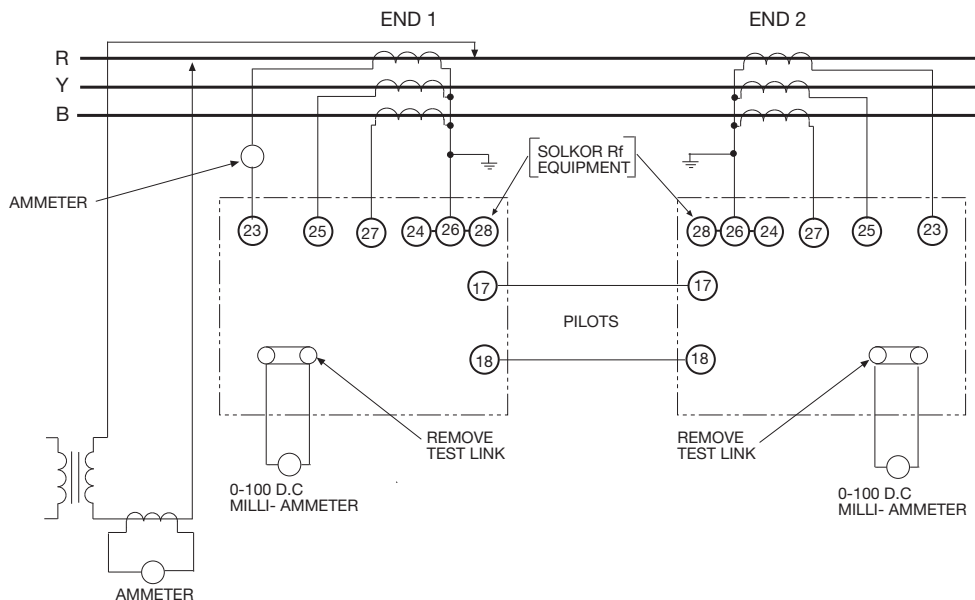 END 1
END 2
R
Y
B
SOLKOR Rf
EQUIPMENT
AMMETER
23
25
27
24
26
28
28
26
24
27
25
23
17
17
PILOTS
18
18
REMOVE
TEST LINK
REMOVE
TEST LINK
0-100 D.C
MILLI- AMMETER
0-100 D.C
MILLI- AMMETER
AMMETER